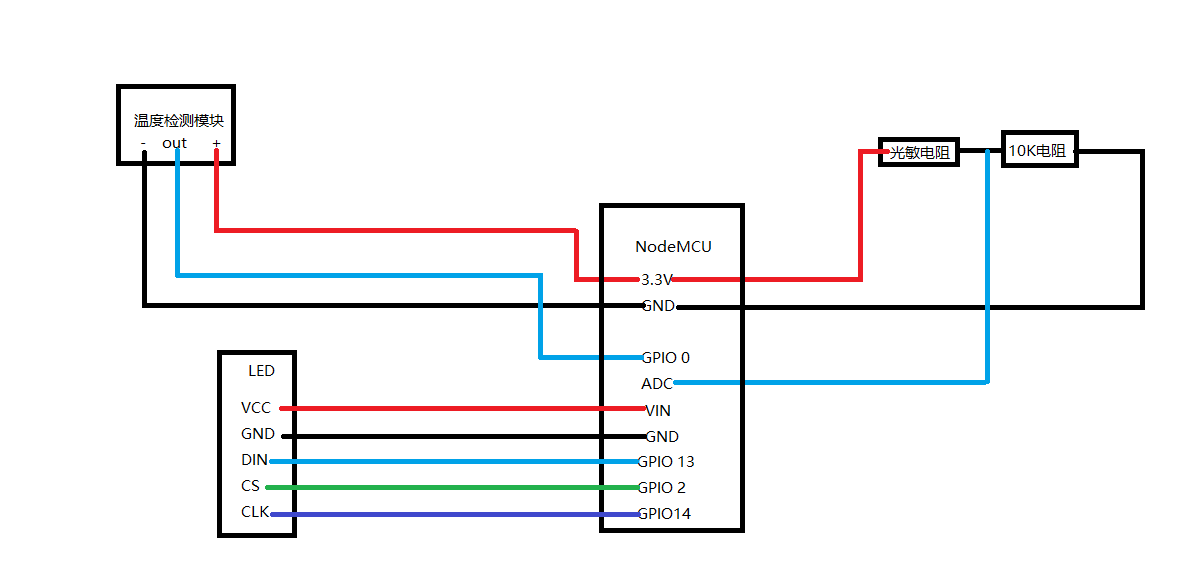 温度检测模块
- out +
光敏电阻
10K电阻
NodeMCU
3.3V
GND
GPIO 0
ADC
VIN
GND
GPIO 13
GPIO 2
GPIO14
LED
VCC
GND
DIN
CS
CLK